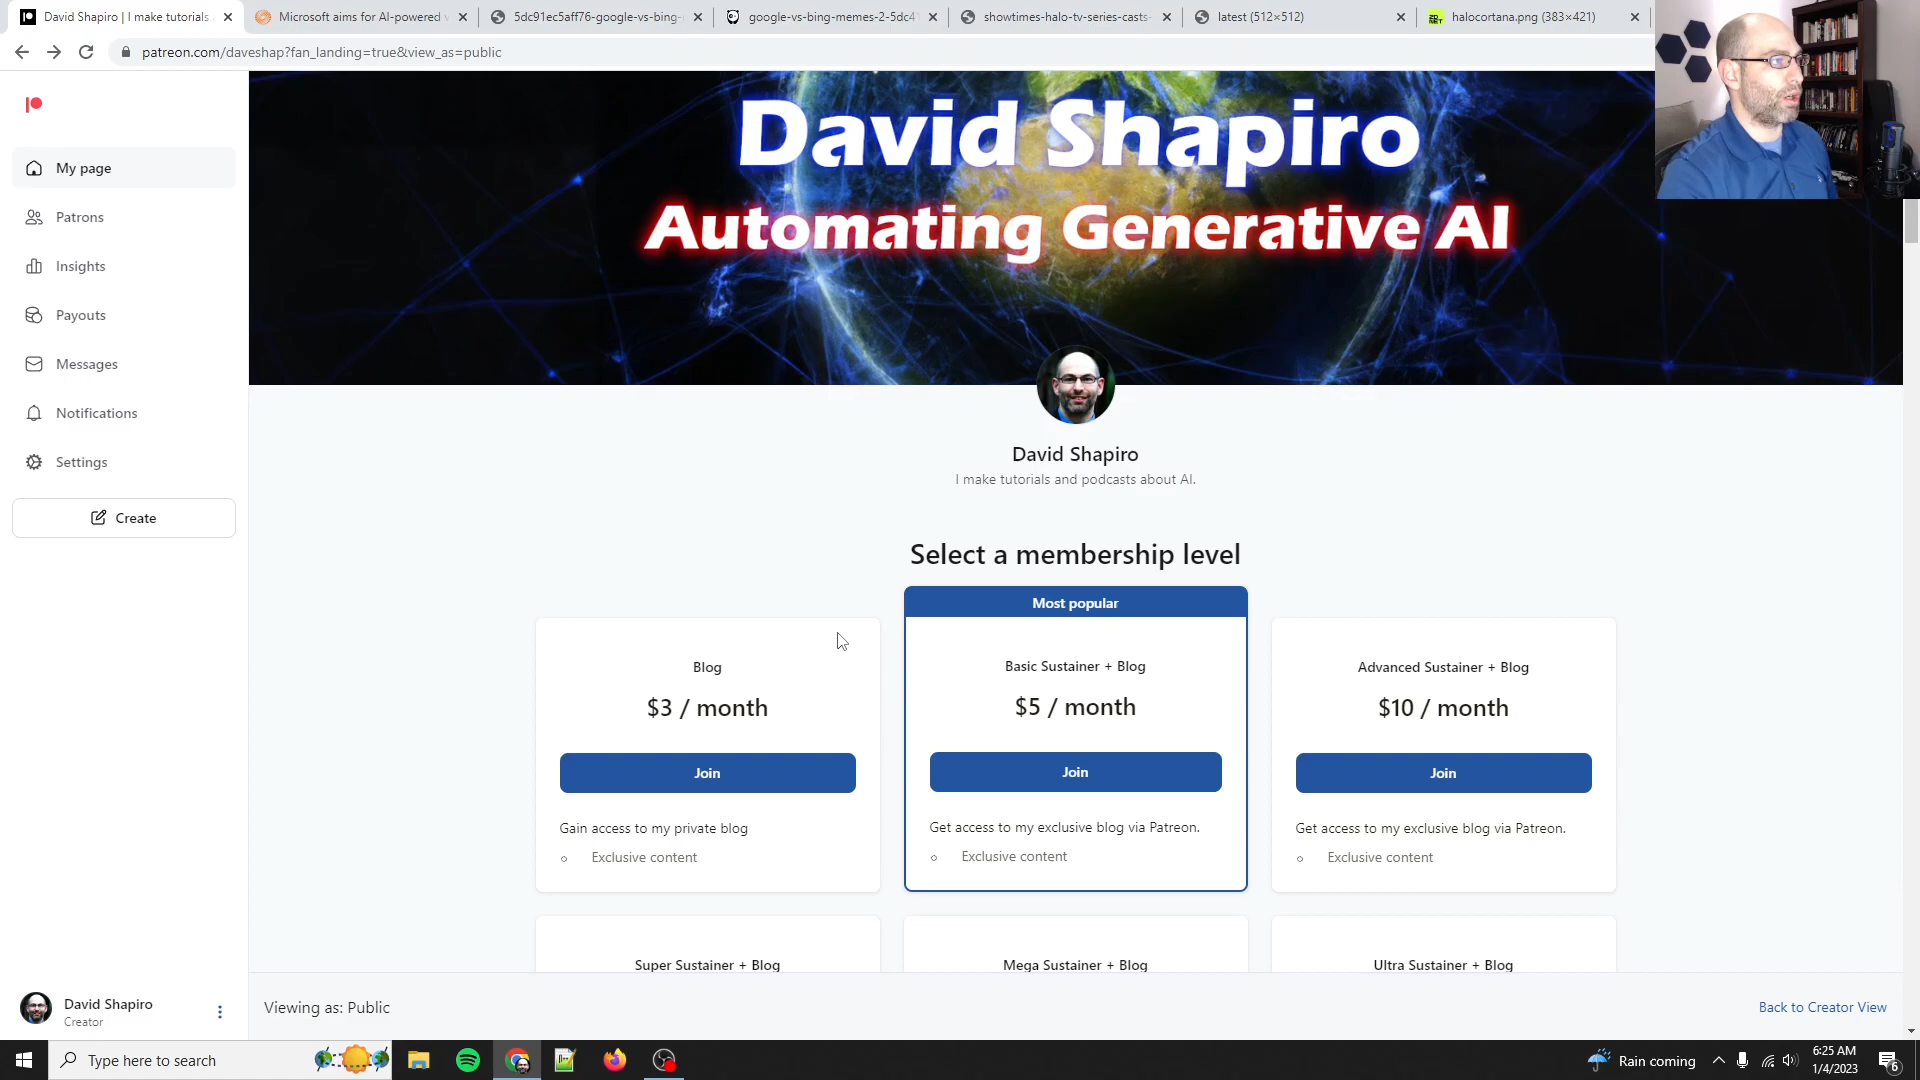 David Shapiro | I make tutorials
Microsoft aims for AI-powered v
5dc91ec5aff76-google-vs-bing-
google-vs-bing-memes-2-5dc41
showtimes-halo-tv-series-casts-
latest (512×512)
halocortana.png (383×421)
patreon.com/daveshap?fan_landing=true&view_as=public
David Shapiro
Automating Generative AI
My page
Patrons
Insights
Payouts
Messages
Notifications
Settings
Create
David Shapiro
I make tutorials and podcasts about AI.
Select a membership level
Most popular
Blog
$3 / month
Join
Gain access to my private blog
Exclusive content
Basic Sustainer + Blog
$5 / month
Join
Get access to my exclusive blog via Patreon.
Exclusive content
Advanced Sustainer + Blog
$10 / month
Join
Get access to my exclusive blog via Patreon.
Exclusive content
Super Sustainer + Blog
Mega Sustainer + Blog
Ultra Sustainer + Blog
David Shapiro
Creator
Viewing as: Public
Back to Creator View
Type here to search
Rain coming
6:25 AM
1/4/2023
6